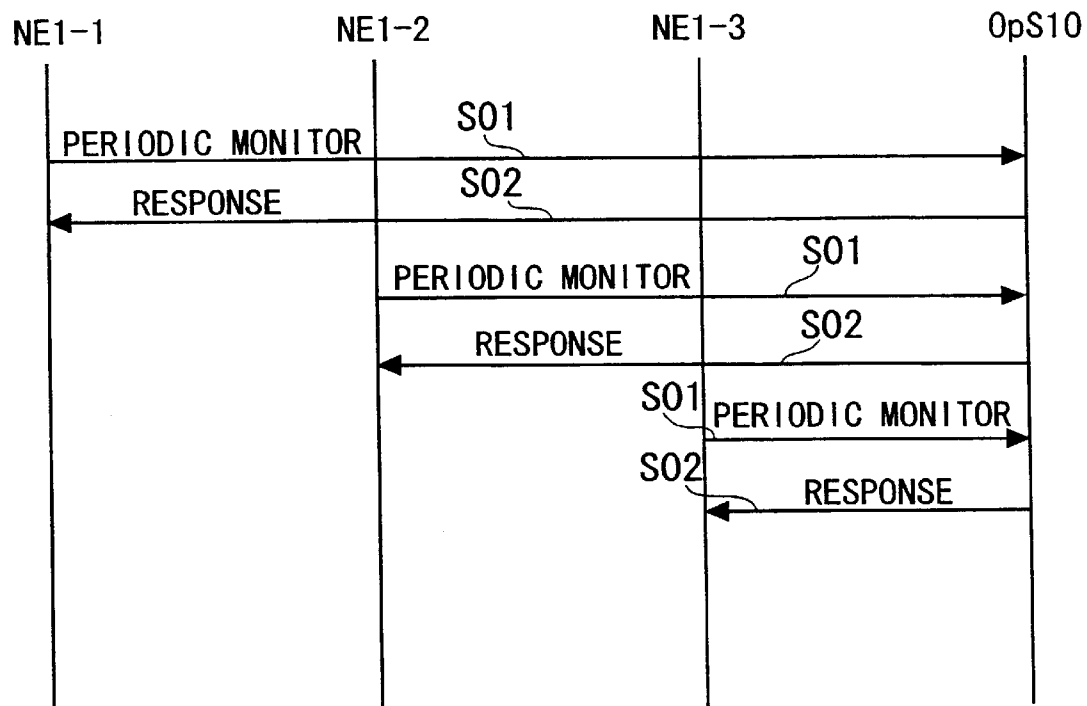 NE1-1 NE1-2 NE1-3 OpS10
S01
PERIODIC MONITOR
S02
RESPONSE
S01
PERIODIC MONITOR
S02
RESPONSE
S01 PERIODIC MONITOR
S02 RESPONSE